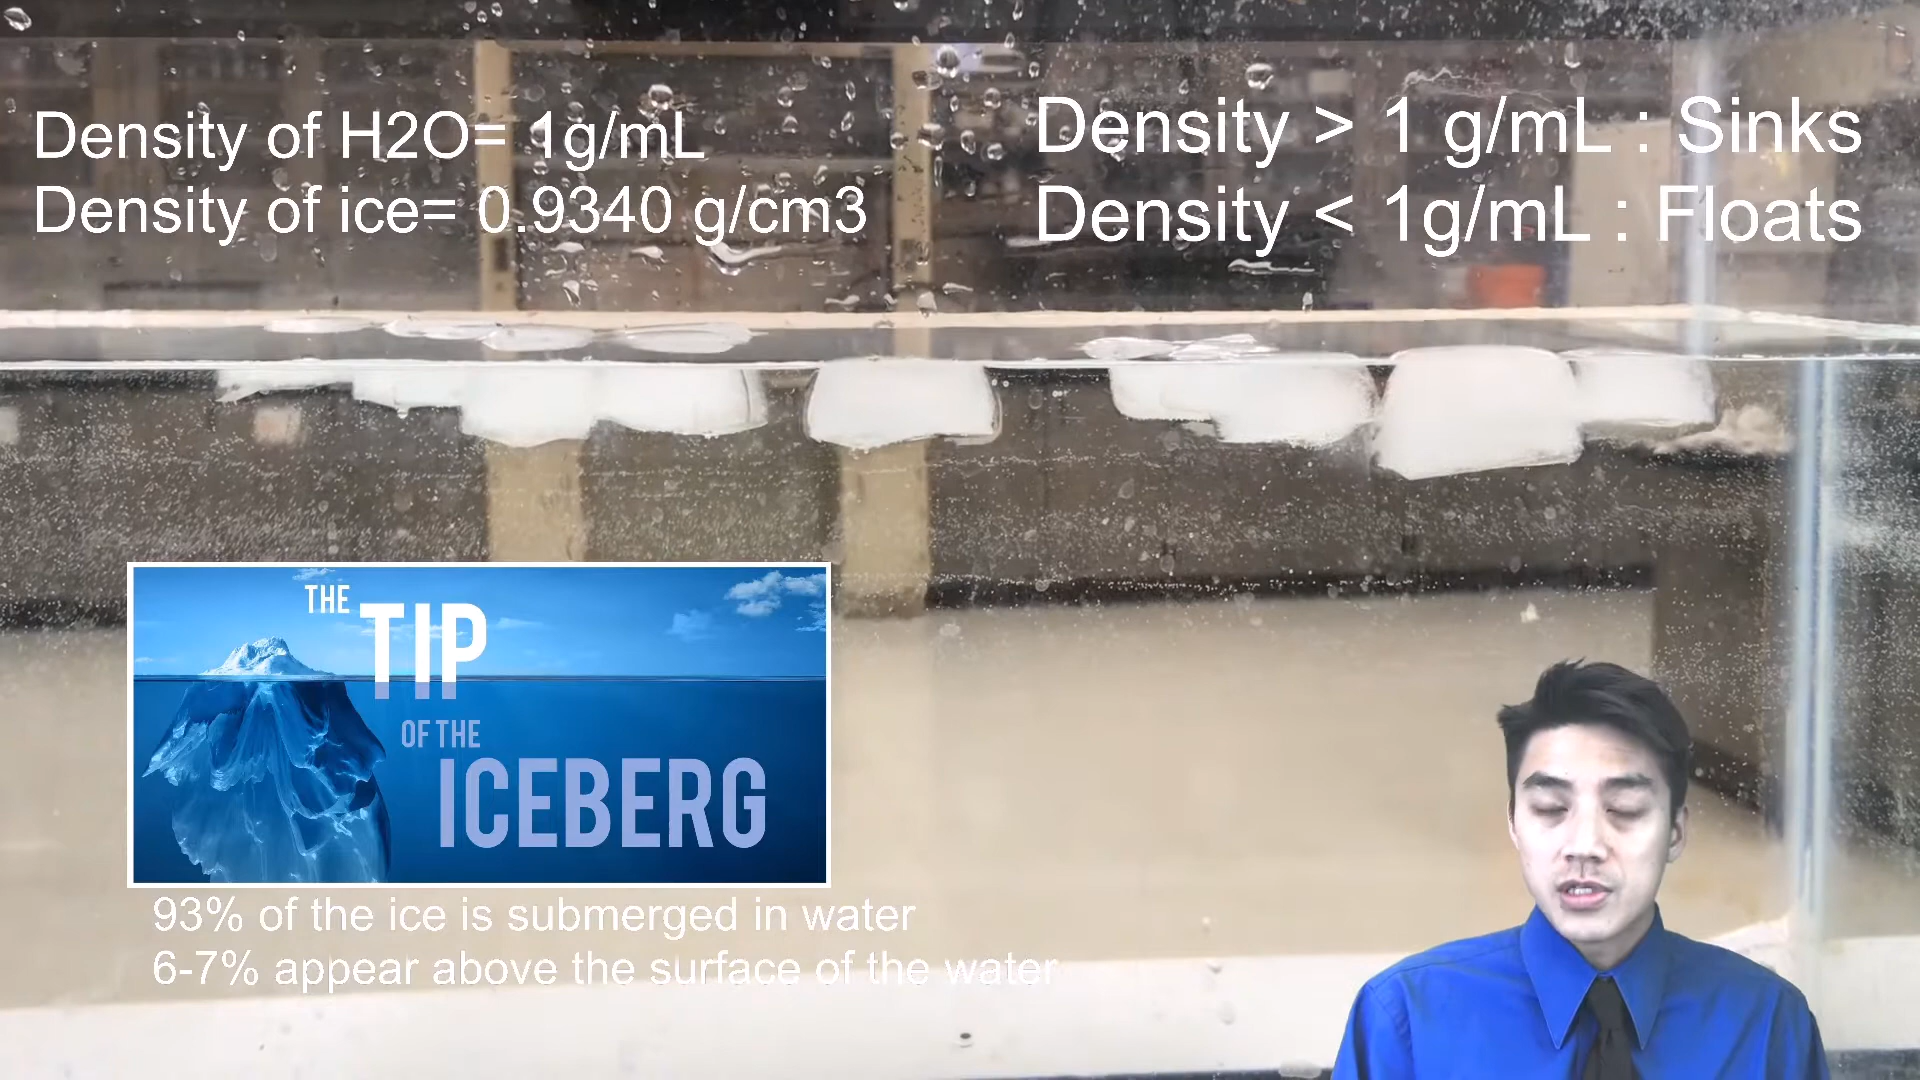 Density of H2O= 1g/mL
Density of ice= 0.9340 g/cm3
Density > 1 g/mL : Sinks
Density < 1g/mL : Floats
THE
TIP
OF THE
ICEBERG
93% of the ice is submerged in water
6-7% appear above the surface of the water